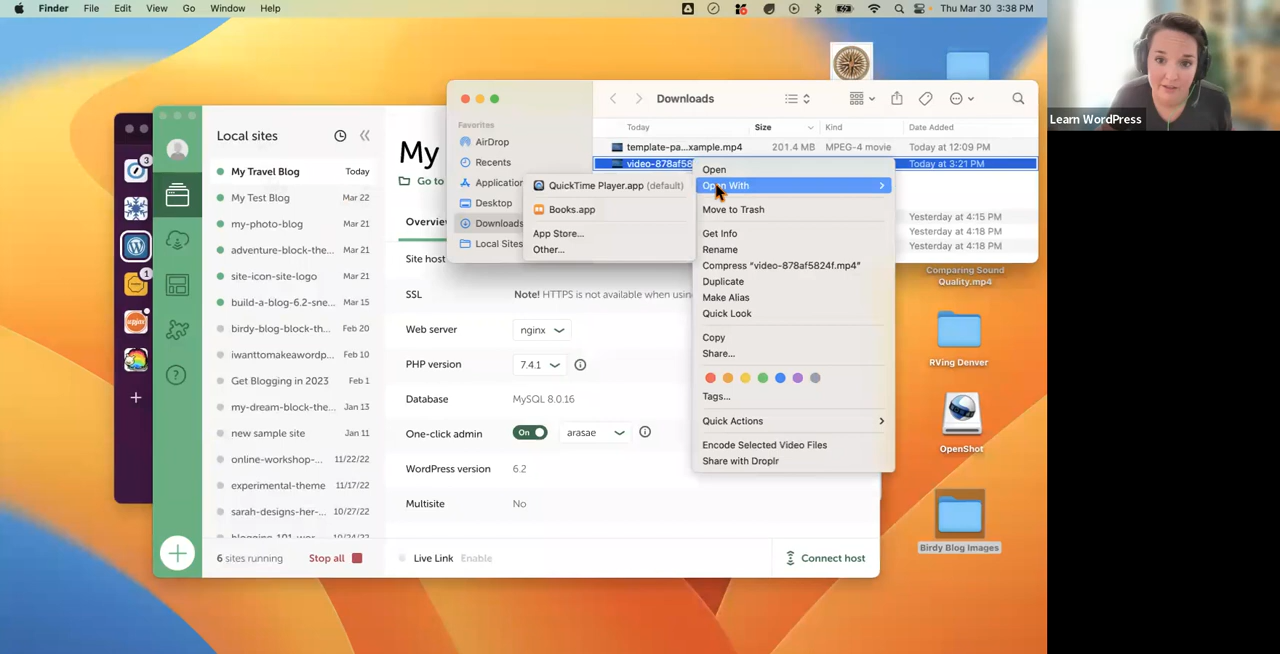 Finder File Edit View Go Window Help
Thu Mar 30 3:38 PM
Learn WordPress
Downloads
Favorites
AirDrop
Recents
Application
Desktop
Downloads
Local Sites
Today Size Kind Date Added
template-pa...xample.mp4 201.4 MB MPEG-4 movie Today at 12:09 PM
video-878af58 Today at 3:21 PM
Yesterday at 4:15 PM
Yesterday at 4:18 PM
Yesterday at 4:18 PM
QuickTime Player.app (default)
Books.app
App Store...
Other...
Open
Open With
Move to Trash
Get Info
Rename
Compress “video-878af5824f.mp4”
Duplicate
Make Alias
Quick Look
Copy
Share...
Tags...
Quick Actions
Encode Selected Video Files
Share with Droplr
3
1
Local sites
My Travel Blog Today
My Test Blog Mar 22
my-photo-blog Mar 21
adventure-block-the... Mar 21
site-icon-site-logo Mar 21
build-a-blog-6.2-sne... Mar 15
birdy-blog-block-th... Feb 20
iwanttomakeawordp... Feb 10
Get Blogging in 2023 Feb 1
my-dream-block-the... Jan 13
new sample site Jan 11
online-workshop-... 11/22/22
experimental-theme 11/17/22
sarah-designs-her-... 10/27/22
6 sites running Stop all
My
Go to
Overvie
Site host
SSL Note! HTTPS is not available when usin
Web server nginx
PHP version 7.4.1
Database MySQL 8.0.16
One-click admin On arasae
WordPress version 6.2
Multisite No
Live Link Enable
Connect host
Comparing Sound
Quality.mp4
RVing Denver
OpenShot
Birdy Blog Images